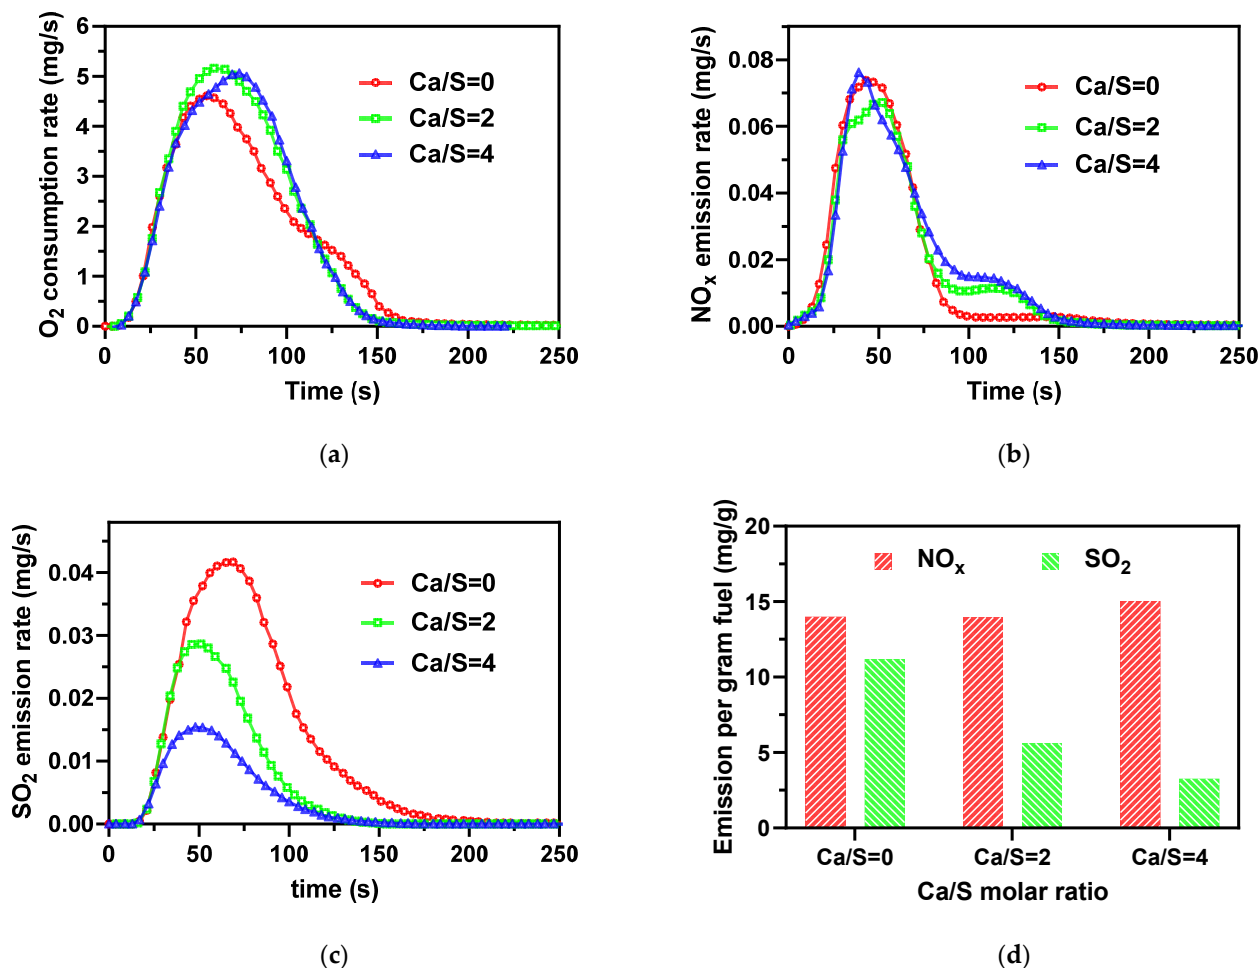 O2 consumption rate (mg/s)
6
5
4
3
2
1
0
Ca/S=0
Ca/S=2
Ca/S=4
0 50 100 150 200 250
Time (s)
(a)
NOx emission rate (mg/s)
0.08
0.06
0.04
0.02
0.00
Ca/S=0
Ca/S=2
Ca/S=4
0 50 100 150 200 250
Time (s)
(b)
SO2 emission rate (mg/s)
0.04
0.03
0.02
0.01
0.00
Ca/S=0
Ca/S=2
Ca/S=4
0 50 100 150 200 250
time (s)
(c)
Emission per gram fuel (mg/g)
20
15
10
5
0
NOx SO2
Ca/S=0 Ca/S=2 Ca/S=4
Ca/S molar ratio
(d)